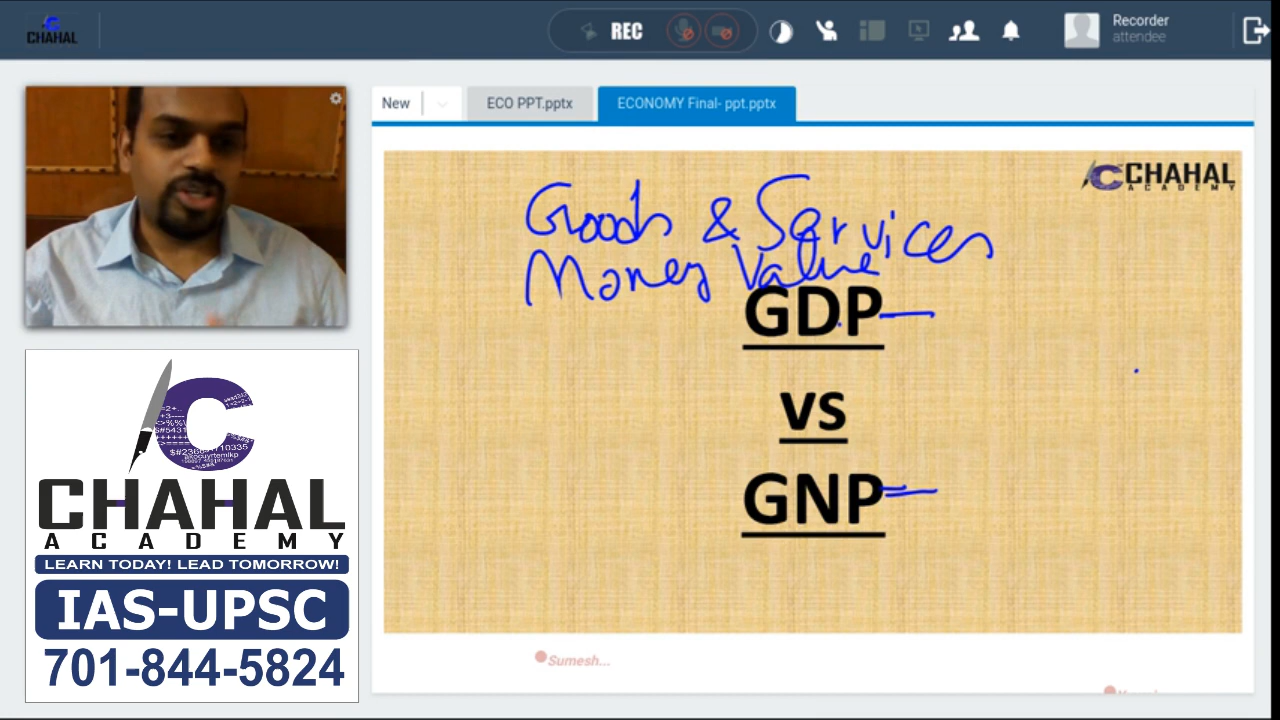 CHAHAL
REC
Recorder
attendee
New
ECO PPT.pptx
ECONOMY Final- ppt.pptx
CHAHAL
ACADEMY
Goods & Services
Money Value
GDP
vs
GNP
CHAHAL
ACADEMY
LEARN TODAY! LEAD TOMORROW!
IAS-UPSC
701-844-5824
Sumesh...